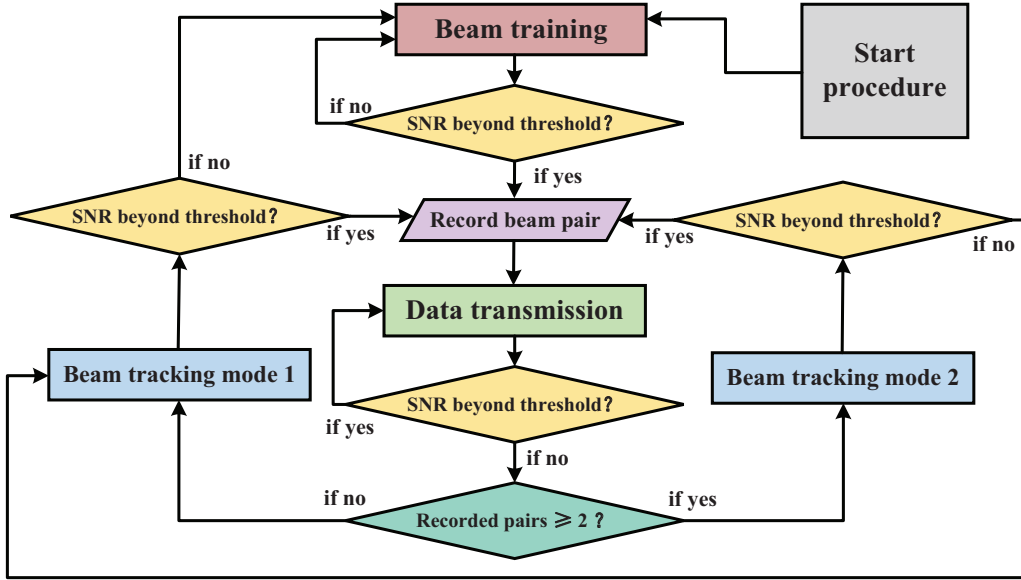 Beam training
Start
procedure
if no
SNR beyond threshold?
if no
if yes
SNR beyond threshold?
if yes
Record beam pair
SNR beyond threshold?
if yes
if no
Data transmission
Beam tracking mode 1
Beam tracking mode 2
SNR beyond threshold?
if yes
if no
if no
if yes
Recorded pairs ⩾ 2 ?